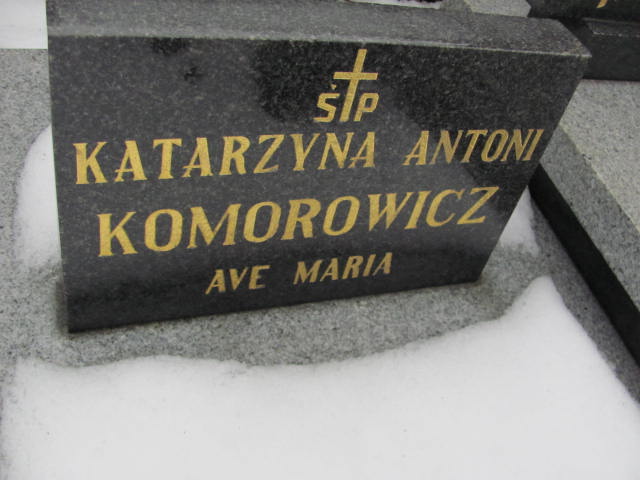 ŚP
KATARZYNA ANTONI
KOMOROWICZ
AVE MARIA